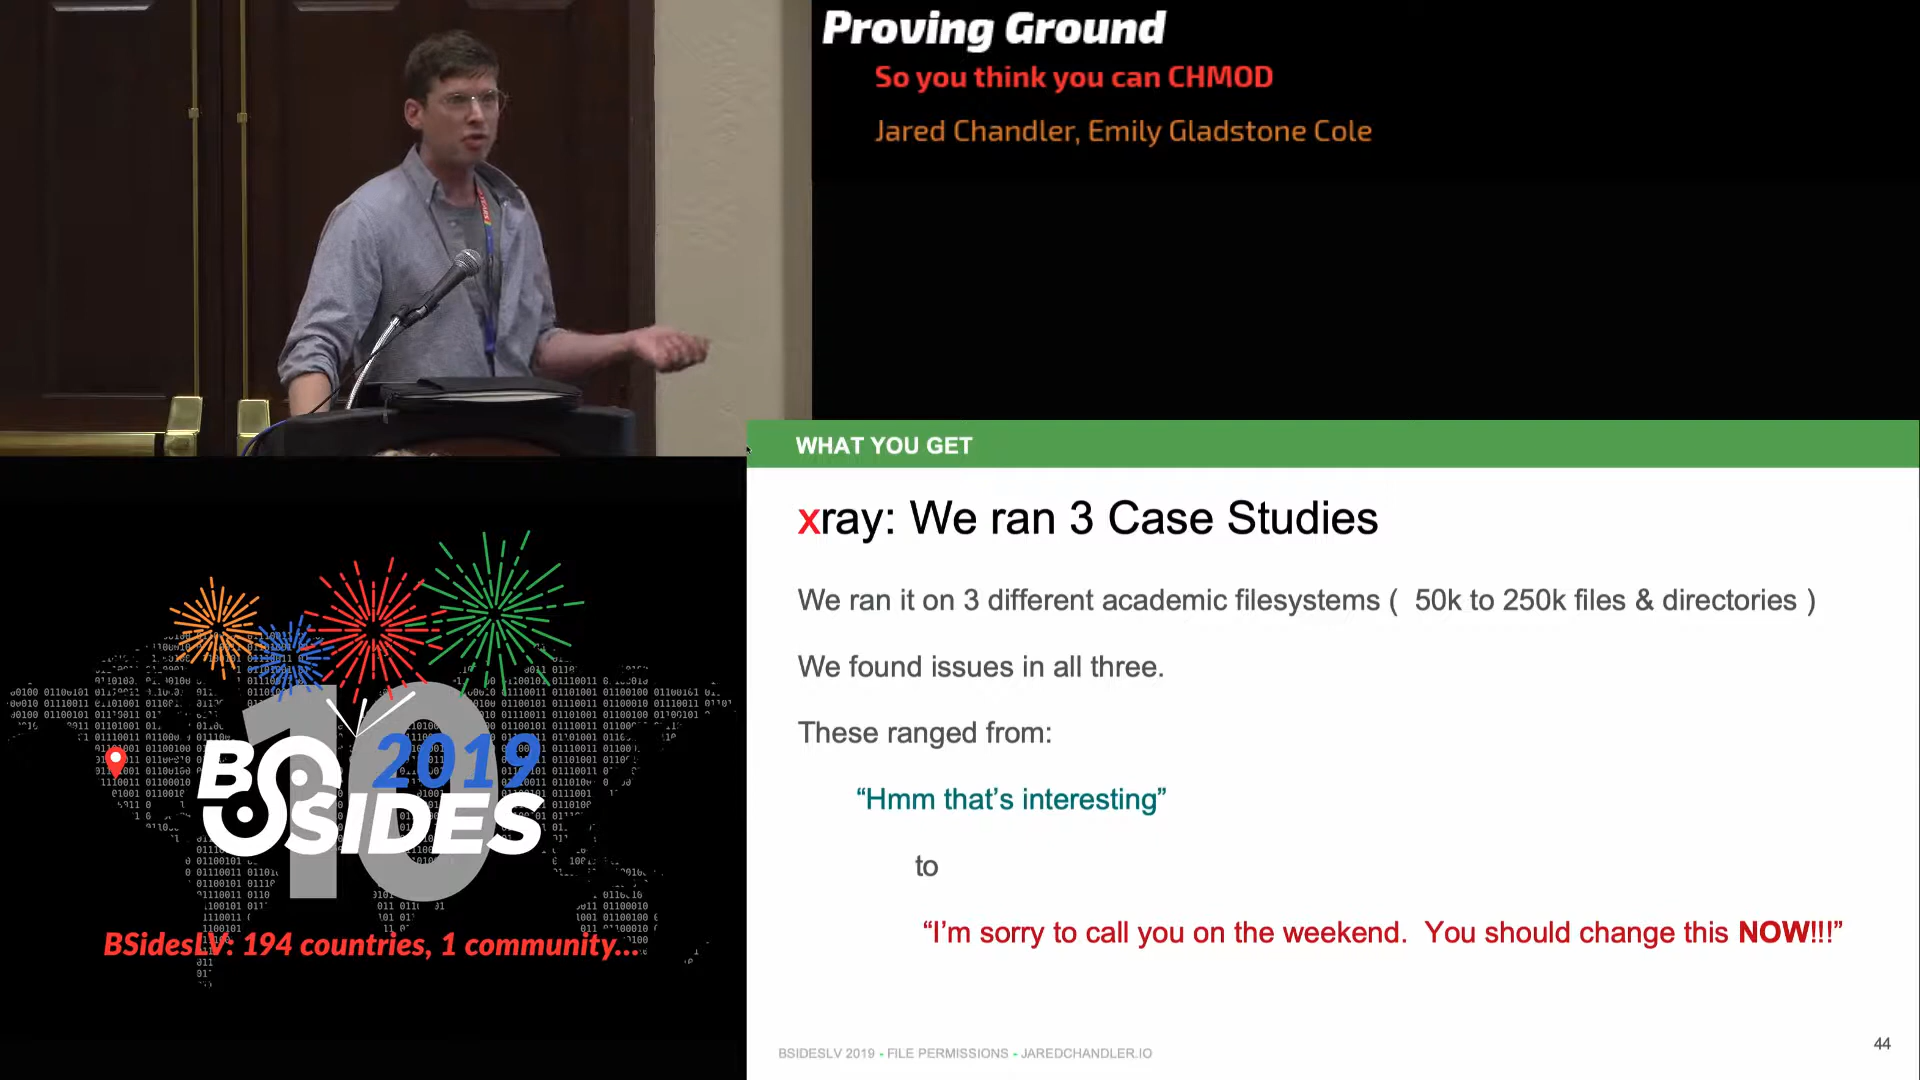 Proving Ground
So you think you can CHMOD
Jared Chandler, Emily Gladstone Cole
WHAT YOU GET
xray: We ran 3 Case Studies
We ran it on 3 different academic filesystems (  50k to 250k files & directories )
We found issues in all three.
These ranged from:
“Hmm that’s interesting”
to
“I’m sorry to call you on the weekend.  You should change this NOW!!!”
BSIDESLV 2019 - FILE PERMISSIONS - JAREDCHANDLER.IO
44
10
2019
BSIDES
BSidesLV: 194 countries, 1 community...